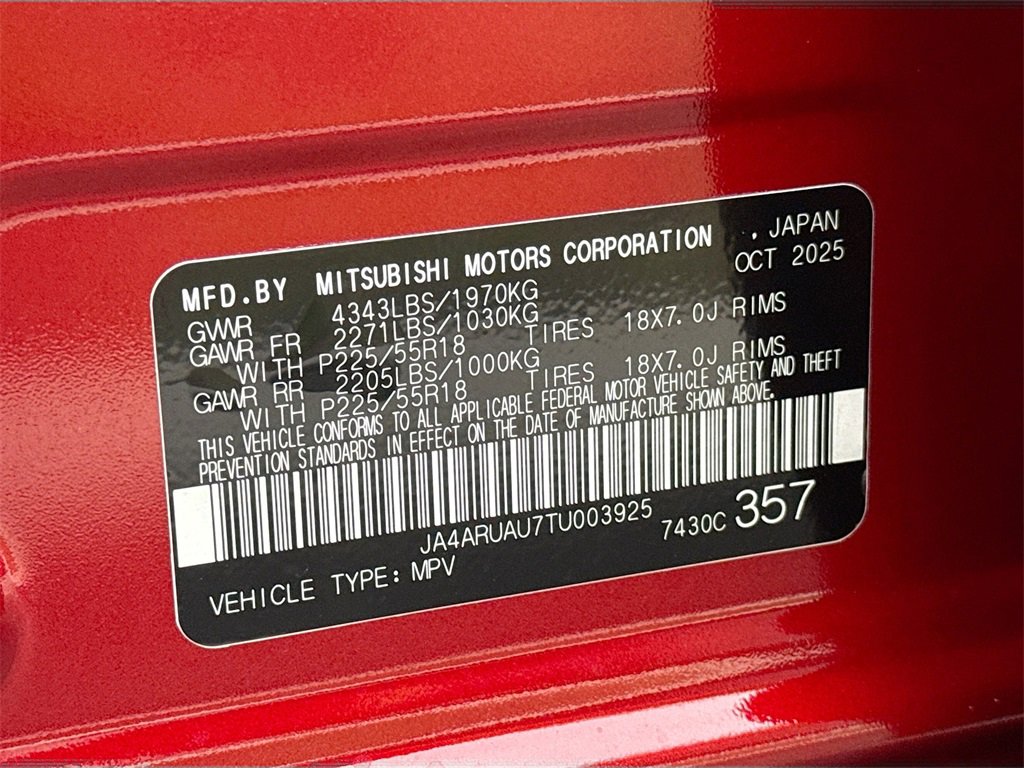 MFD.BY MITSUBISHI MOTORS CORPORATION . JAPAN
OCT 2025
GVWR 4343LBS/1970KG
GAWR FR 2271LBS/1030KG
WITH P225/55R18 TIRES 18X7.0J RIMS
GAWR RR 2205LBS/1000KG
WITH P225/55R18 TIRES 18X7.0J RIMS
THIS VEHICLE CONFORMS TO ALL APPLICABLE FEDERAL MOTOR VEHICLE SAFETY AND THEFT
PREVENTION STANDARDS IN EFFECT ON THE DATE OF MANUFACTURE SHOWN ABOVE.
JA4ARUAU7TU003925 7430C 357
VEHICLE TYPE: MPV